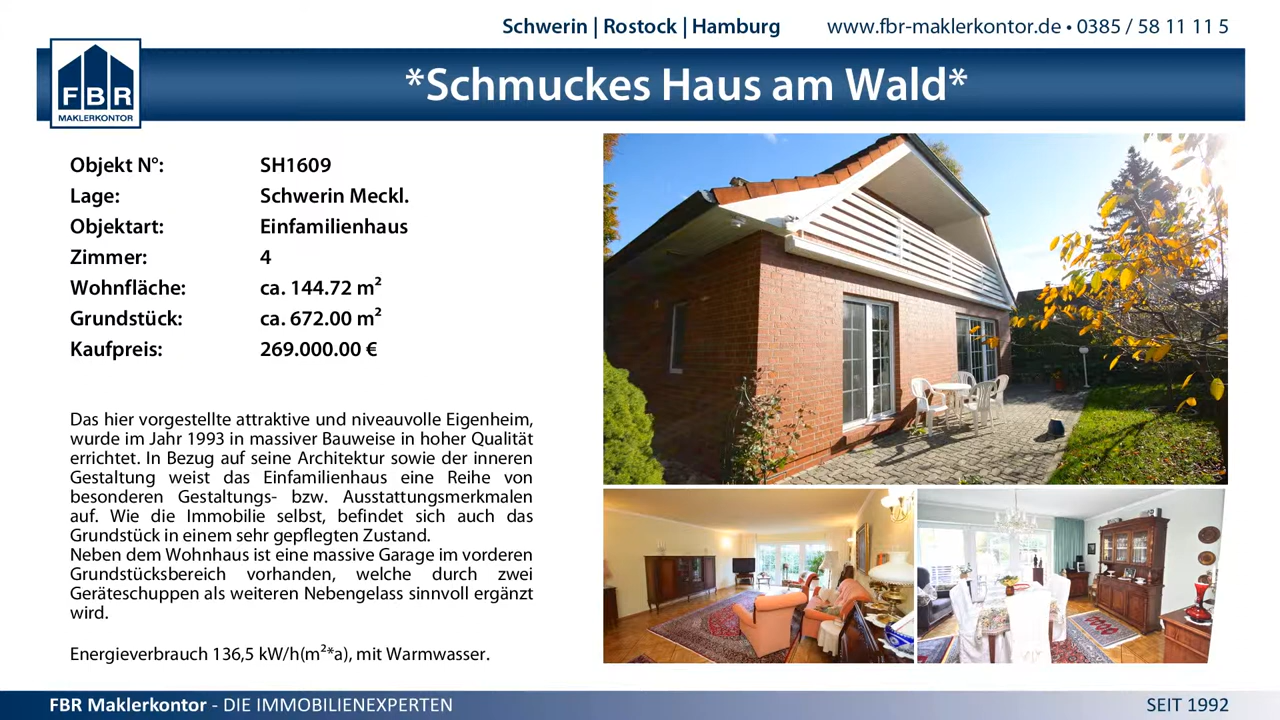 Schwerin | Rostock | Hamburg
www.fbr-maklerkontor.de • 0385 / 58 11 11 5
FBR
MAKLERKONTOR
*Schmuckes Haus am Wald*
Objekt N°: SH1609
Lage: Schwerin Meckl.
Objektart: Einfamilienhaus
Zimmer: 4
Wohnfläche: ca. 144.72 m²
Grundstück: ca. 672.00 m²
Kaufpreis: 269.000.00 €
Das hier vorgestellte attraktive und niveauvolle Eigenheim,
wurde im Jahr 1993 in massiver Bauweise in hoher Qualität
errichtet. In Bezug auf seine Architektur sowie der inneren
Gestaltung weist das Einfamilienhaus eine Reihe von
besonderen Gestaltungs- bzw. Ausstattungsmerkmalen
auf. Wie die Immobilie selbst, befindet sich auch das
Grundstück in einem sehr gepflegten Zustand.
Neben dem Wohnhaus ist eine massive Garage im vorderen
Grundstücksbereich vorhanden, welche durch zwei
Geräteschuppen als weiteren Nebengelass sinnvoll ergänzt
wird.
Energieverbrauch 136,5 kW/h(m²*a), mit Warmwasser.
FBR Maklerkontor - DIE IMMOBILIENEXPERTEN
SEIT 1992